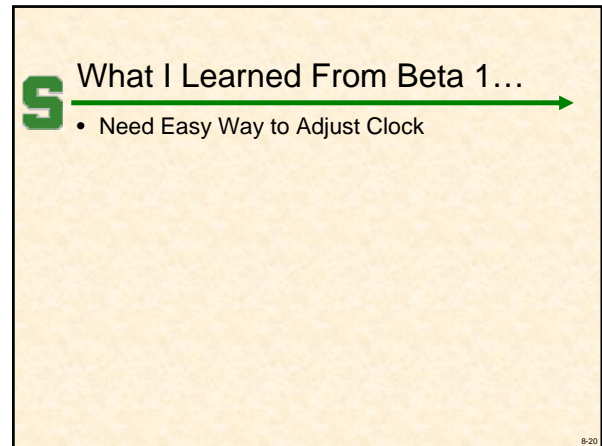 S
What I Learned From Beta 1…
• Need Easy Way to Adjust Clock
8-20